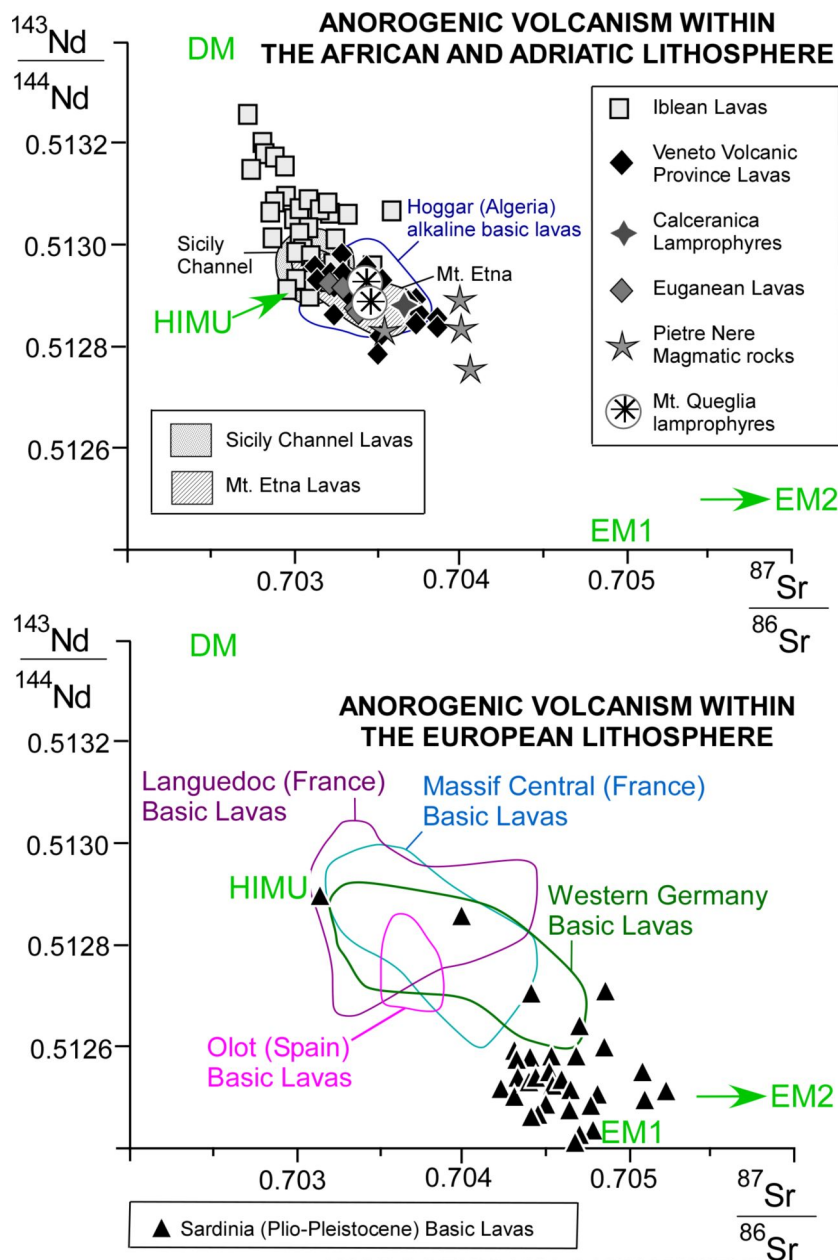 ANOROGENIC VOLCANISM WITHIN
THE AFRICAN AND ADRIATIC LITHOSPHERE
143Nd
144Nd
DM
0.5132
0.5130
0.5128
0.5126
Iblean Lavas
Veneto Volcanic
Province Lavas
Calceranica
Lamprophyres
Euganean Lavas
Pietre Nere
Magmatic rocks
Mt. Queglia
lamprophyres
Hoggar (Algeria)
alkaline basic lavas
Sicily
Channel
Mt. Etna
HIMU
Sicily Channel Lavas
Mt. Etna Lavas
EM2
EM1
0.703
0.704
0.705
87Sr
86Sr
143Nd
144Nd
DM
ANOROGENIC VOLCANISM WITHIN
THE EUROPEAN LITHOSPHERE
0.5132
0.5130
0.5128
0.5126
Languedoc (France)
Basic Lavas
Massif Central (France)
Basic Lavas
HIMU
Western Germany
Basic Lavas
Olot (Spain)
Basic Lavas
EM2
EM1
0.703
0.704
0.705
87Sr
86Sr
Sardinia (Plio-Pleistocene) Basic Lavas